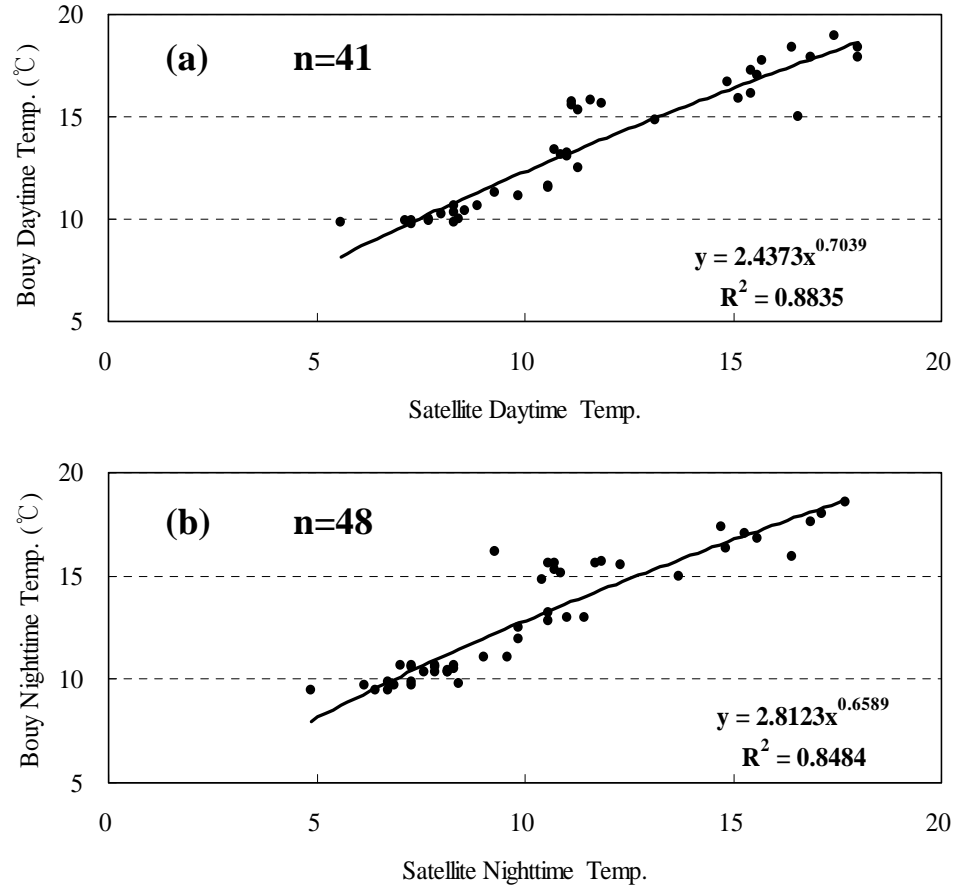 20
(a) n=41
Bouy Daytime Temp. (℃)
15
10
y = 2.4373x^0.7039
R^2 = 0.8835
5
0 5 10 15 20
Satellite Daytime Temp.
20
(b) n=48
Bouy Nighttime Temp. (℃)
15
10
y = 2.8123x^0.6589
R^2 = 0.8484
5
0 5 10 15 20
Satellite Nighttime Temp.